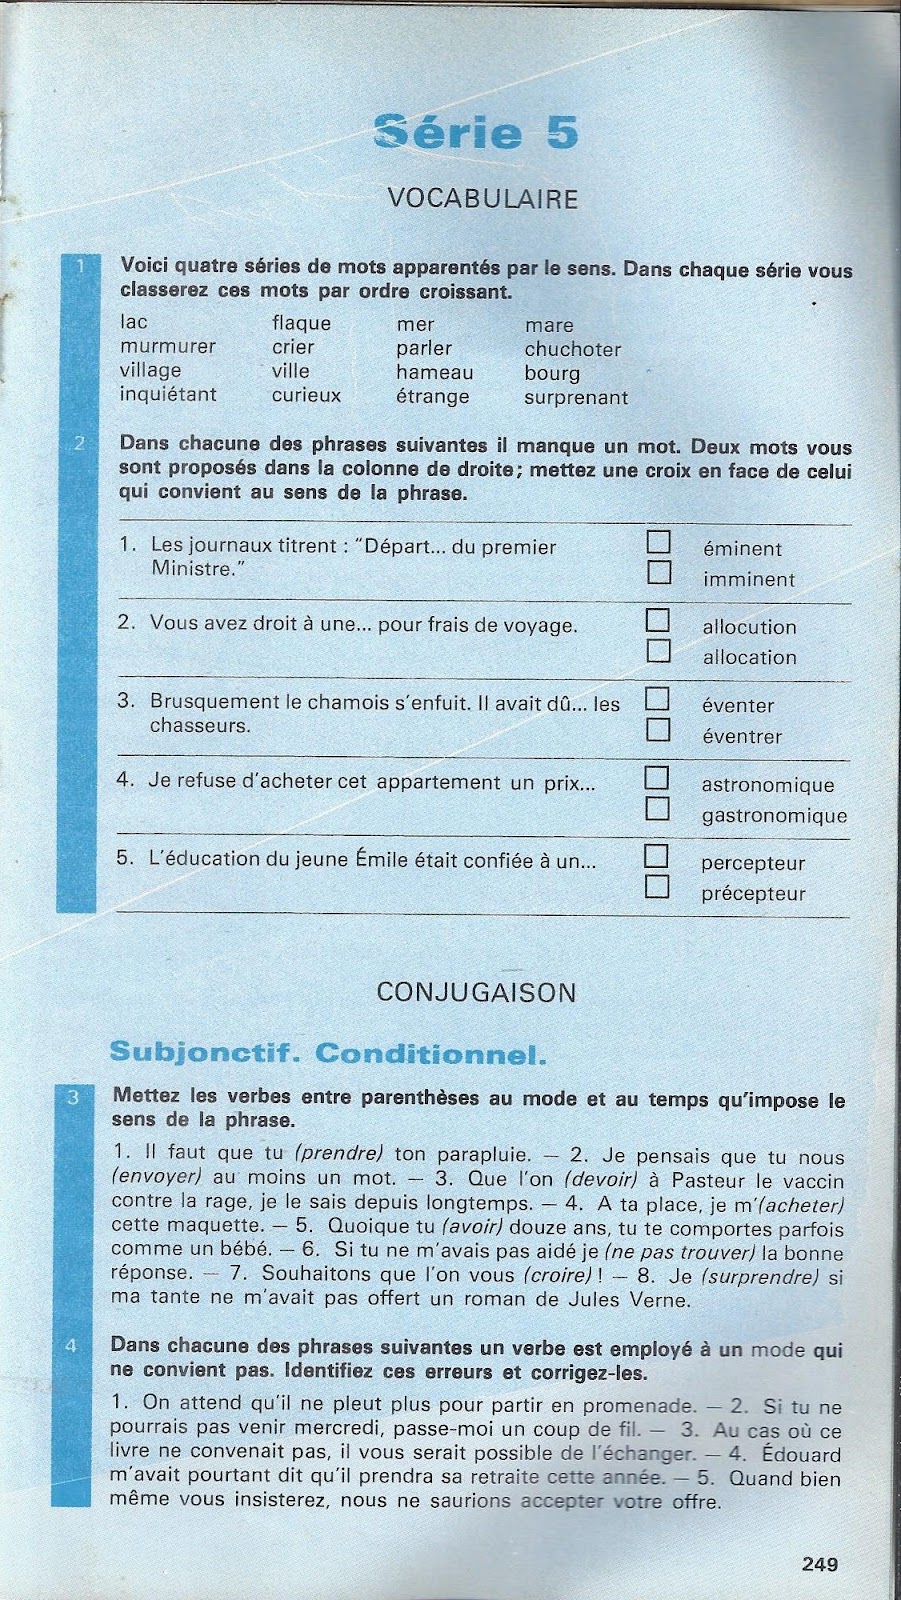 Série 5
VOCABULAIRE
1 Voici quatre séries de mots apparentés par le sens. Dans chaque série vous
classerez ces mots par ordre croissant.
lac flaque mer mare
murmurer crier parler chuchoter
village ville hameau bourg
inquiétant curieux étrange surprenant
2 Dans chacune des phrases suivantes il manque un mot. Deux mots vous
sont proposés dans la colonne de droite; mettez une croix en face de celui
qui convient au sens de la phrase.
1. Les journaux titrent : "Départ... du premier éminent
Ministre." imminent
2. Vous avez droit à une... pour frais de voyage. allocution
allocation
3. Brusquement le chamois s'enfuit. Il avait dû... les éventer
chasseurs. éventrer
4. Je refuse d'acheter cet appartement un prix... astronomique
gastronomique
5. L'éducation du jeune Émile était confiée à un... percepteur
précepteur
CONJUGAISON
Subjonctif. Conditionnel.
3 Mettez les verbes entre parenthèses au mode et au temps qu'impose le
sens de la phrase.
1. Il faut que tu (prendre) ton parapluie. — 2. Je pensais que tu nous
(envoyer) au moins un mot. — 3. Que l'on (devoir) à Pasteur le vaccin
contre la rage, je le sais depuis longtemps. — 4. A ta place, je m'(acheter)
cette maquette. — 5. Quoique tu (avoir) douze ans, tu te comportes parfois
comme un bébé. — 6. Si tu ne m'avais pas aidé je (ne pas trouver) la bonne
réponse. — 7. Souhaitons que l'on vous (croire) ! — 8. Je (surprendre) si
ma tante ne m'avait pas offert un roman de Jules Verne.
4 Dans chacune des phrases suivantes un verbe est employé à un mode qui
ne convient pas. Identifiez ces erreurs et corrigez-les.
1. On attend qu'il ne pleut plus pour partir en promenade. — 2. Si tu ne
pourrais pas venir mercredi, passe-moi un coup de fil. — 3. Au cas où ce
livre ne convenait pas, il vous serait possible de l'échanger. — 4. Édouard
m'avait pourtant dit qu'il prendra sa retraite cette année. — 5. Quand bien
même vous insisterez, nous ne saurions accepter votre offre.
249